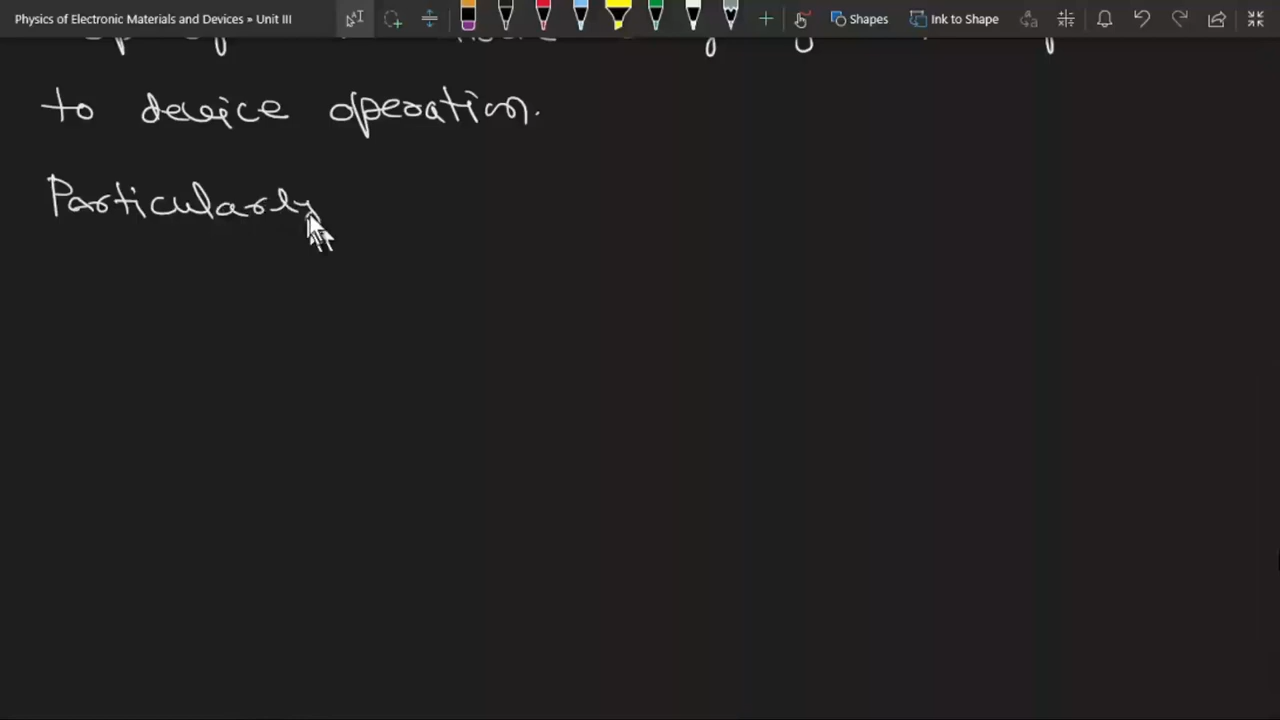 Physics of Electronic Materials and Devices » Unit III
Shapes
Ink to Shape
to device operation.
Particularly